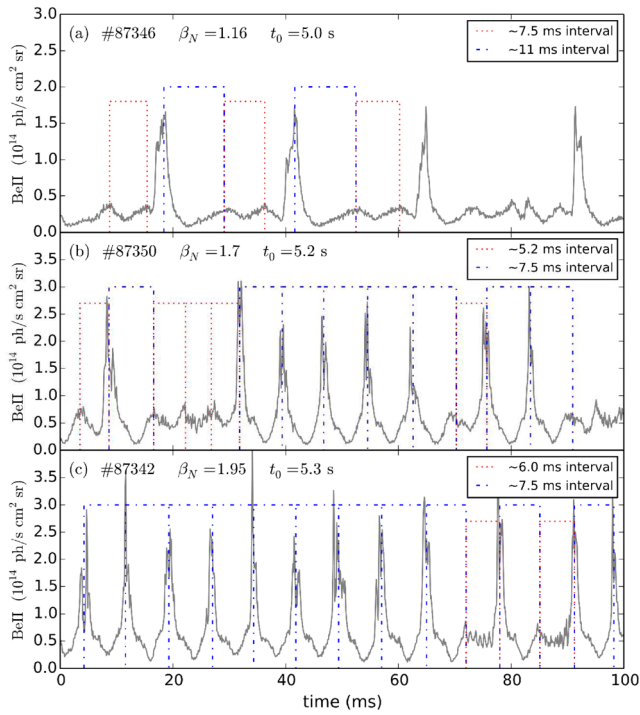 (a) #87346 β_N =1.16 t_0 =5.0 s
~7.5 ms interval
~11 ms interval
BeII (10^14 ph/s cm^2 sr)
3.0
2.5
2.0
1.5
1.0
0.5
0.0
(b) #87350 β_N =1.7 t_0 =5.2 s
~5.2 ms interval
~7.5 ms interval
BeII (10^14 ph/s cm^2 sr)
3.5
3.0
2.5
2.0
1.5
1.0
0.5
0.0
(c) #87342 β_N =1.95 t_0 =5.3 s
~6.0 ms interval
~7.5 ms interval
BeII (10^14 ph/s cm^2 sr)
3.5
3.0
2.5
2.0
1.5
1.0
0.5
0.0
0 20 40 60 80 100
time (ms)